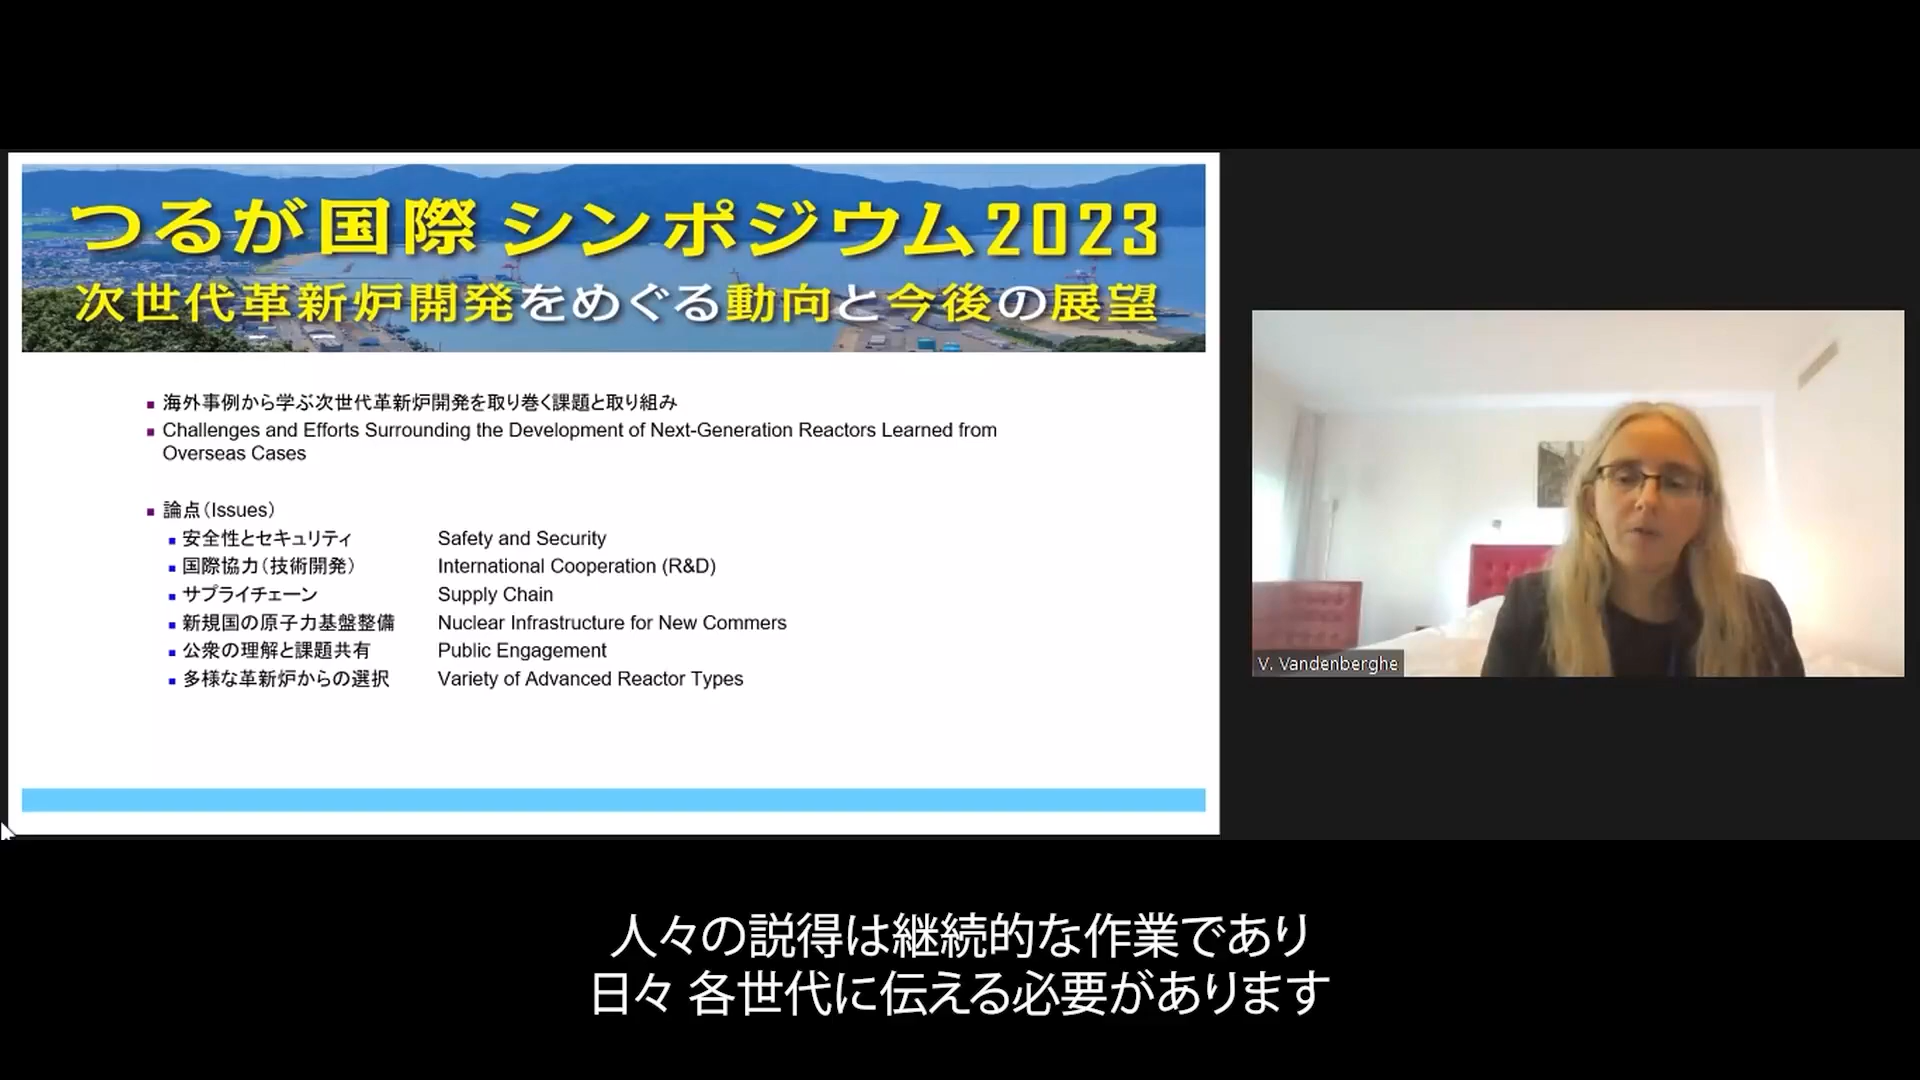 つるが国際 シンポジウム2023
次世代革新炉開発をめぐる動向と今後の展望
海外事例から学ぶ次世代革新炉開発を取り巻く課題と取り組み
Challenges and Efforts Surrounding the Development of Next-Generation Reactors Learned from
Overseas Cases
論点（Issues）
安全性とセキュリティ Safety and Security
国際協力（技術開発） International Cooperation (R&D)
サプライチェーン Supply Chain
新規国の原子力基盤整備 Nuclear Infrastructure for New Commers
公衆の理解と課題共有 Public Engagement
多様な革新炉からの選択 Variety of Advanced Reactor Types
V. Vandenberghe
人々の説得は継続的な作業であり
日々 各世代に伝える必要があります